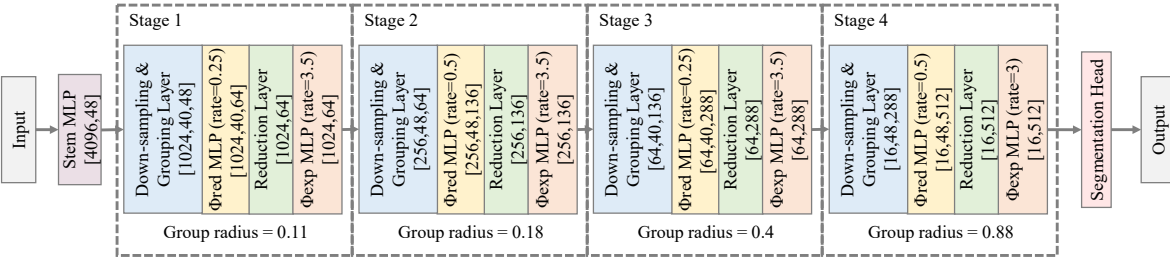 Input
Stem MLP
[4096,48]
Stage 1
Down-sampling &
Grouping Layer
[1024,40,48]
Φred MLP (rate=0.25)
[1024,40,64]
Reduction Layer
[1024,64]
Φexp MLP (rate=3.5)
[1024,64]
Group radius = 0.11
Stage 2
Down-sampling &
Grouping Layer
[256,48,64]
Φred MLP (rate=0.5)
[256,48,136]
Reduction Layer
[256,136]
Φexp MLP (rate=3.5)
[256,136]
Group radius = 0.18
Stage 3
Down-sampling &
Grouping Layer
[64,40,136]
Φred MLP (rate=0.25)
[64,40,288]
Reduction Layer
[64,288]
Φexp MLP (rate=3.5)
[64,288]
Group radius = 0.4
Stage 4
Down-sampling &
Grouping Layer
[16,48,288]
Φred MLP (rate=0.5)
[16,48,512]
Reduction Layer
[16,512]
Φexp MLP (rate=3)
[16,512]
Group radius = 0.88
Segmentation Head
Output